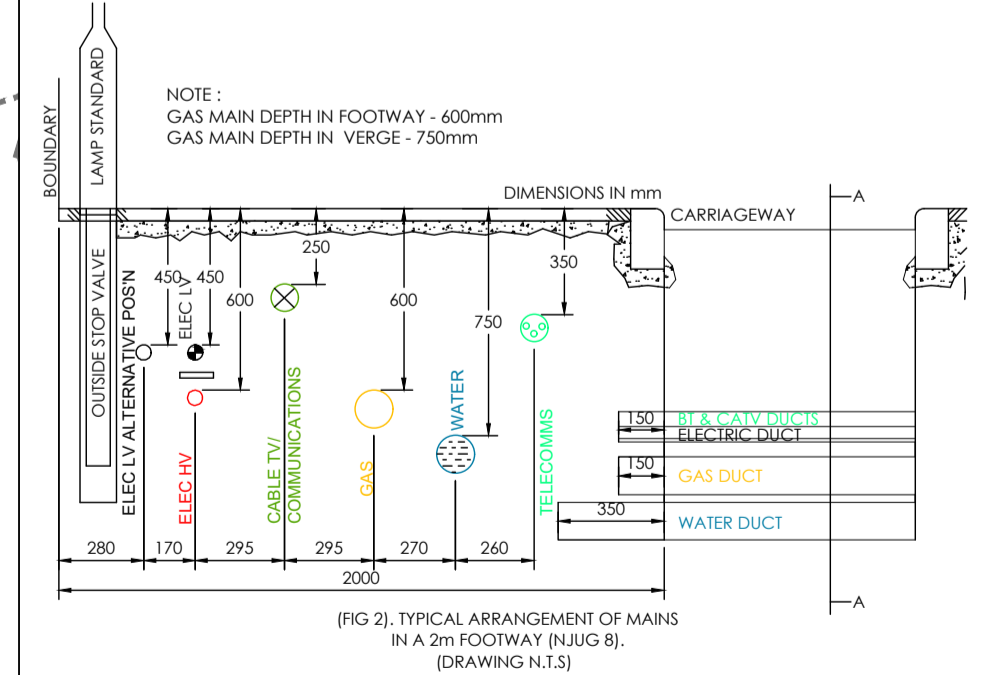 NOTE :
GAS MAIN DEPTH IN FOOTWAY - 600mm
GAS MAIN DEPTH IN VERGE - 750mm
BOUNDARY
LAMP STANDARD
DIMENSIONS IN mm
CARRIAGEWAY
A
OUTSIDE STOP VALVE
ELEC LV ALTERNATIVE POS'N
450
ELEC LV
450
600
250
600
750
350
ELEC HV
CABLE TV/
COMMUNICATIONS
GAS
WATER
TELECOMMS
150
BT & CATV DUCTS
ELECTRIC DUCT
150
GAS DUCT
350
WATER DUCT
280
170
295
295
270
260
2000
A
(FIG 2). TYPICAL ARRANGEMENT OF MAINS
IN A 2m FOOTWAY (NJUG 8).
(DRAWING N.T.S)